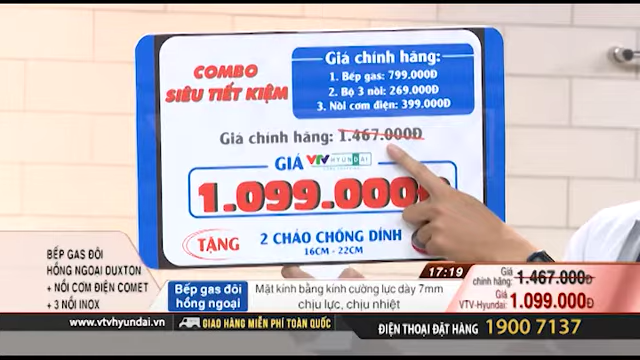 COMBO
SIÊU TIẾT KIỆM
Giá chính hãng:
1. Bếp gas: 799.000Đ
2. Bộ 3 nồi: 269.000Đ
3. Nồi cơm điện: 399.000Đ
Giá chính hãng: 1.467.000Đ
GIÁ VTV HYUNDAI
1.099.000
TẶNG
2 CHẢO CHỐNG DÍNH
16CM - 22CM
BẾP GAS ĐÔI
HỒNG NGOẠI DUXTON
+ NỒI CƠM ĐIỆN COMET
+ 3 NỒI INOX
Bếp gas đôi
hồng ngoại
Mặt kính bằng kính cường lực dày 7mm
chịu lực, chịu nhiệt
17:19
Giá
chính hãng: 1.467.000Đ
Giá
VTV-Hyundai: 1.099.000Đ
www.vtvhyundai.vn
GIAO HÀNG MIỄN PHÍ TOÀN QUỐC
ĐIỆN THOẠI ĐẶT HÀNG 1900 7137